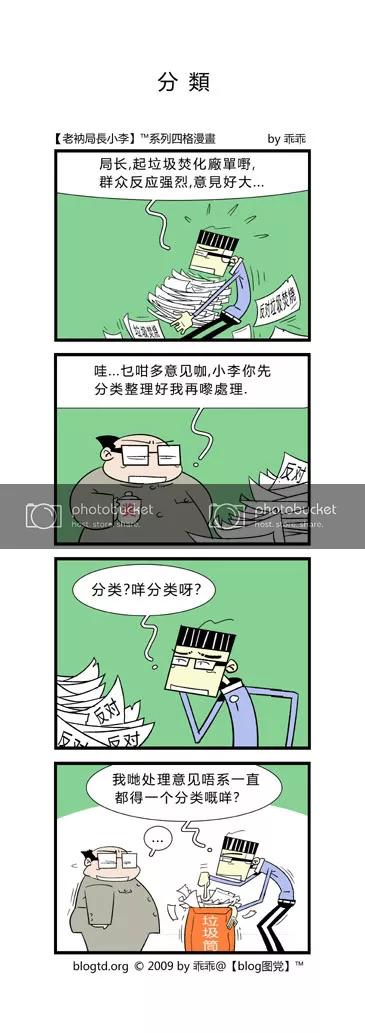 分類
【老衲局長小李】™系列四格漫畫 by 乖乖
局长,起垃圾焚化廠單嘢,
群众反应强烈,意見好大...
反对垃圾焚烧
垃圾焚烧
哇...乜咁多意见咖,小李你先
分类整理好我再嚟處理.
反对
photobucket
host. store. share.
photobucket
host. store. share.
分类?咩分类呀?
反对
反对
我哋处理意见唔系一直
都得一个分类嘅咩?
...
垃圾筒
blogtd.org © 2009 by 乖乖@【blog图党】™